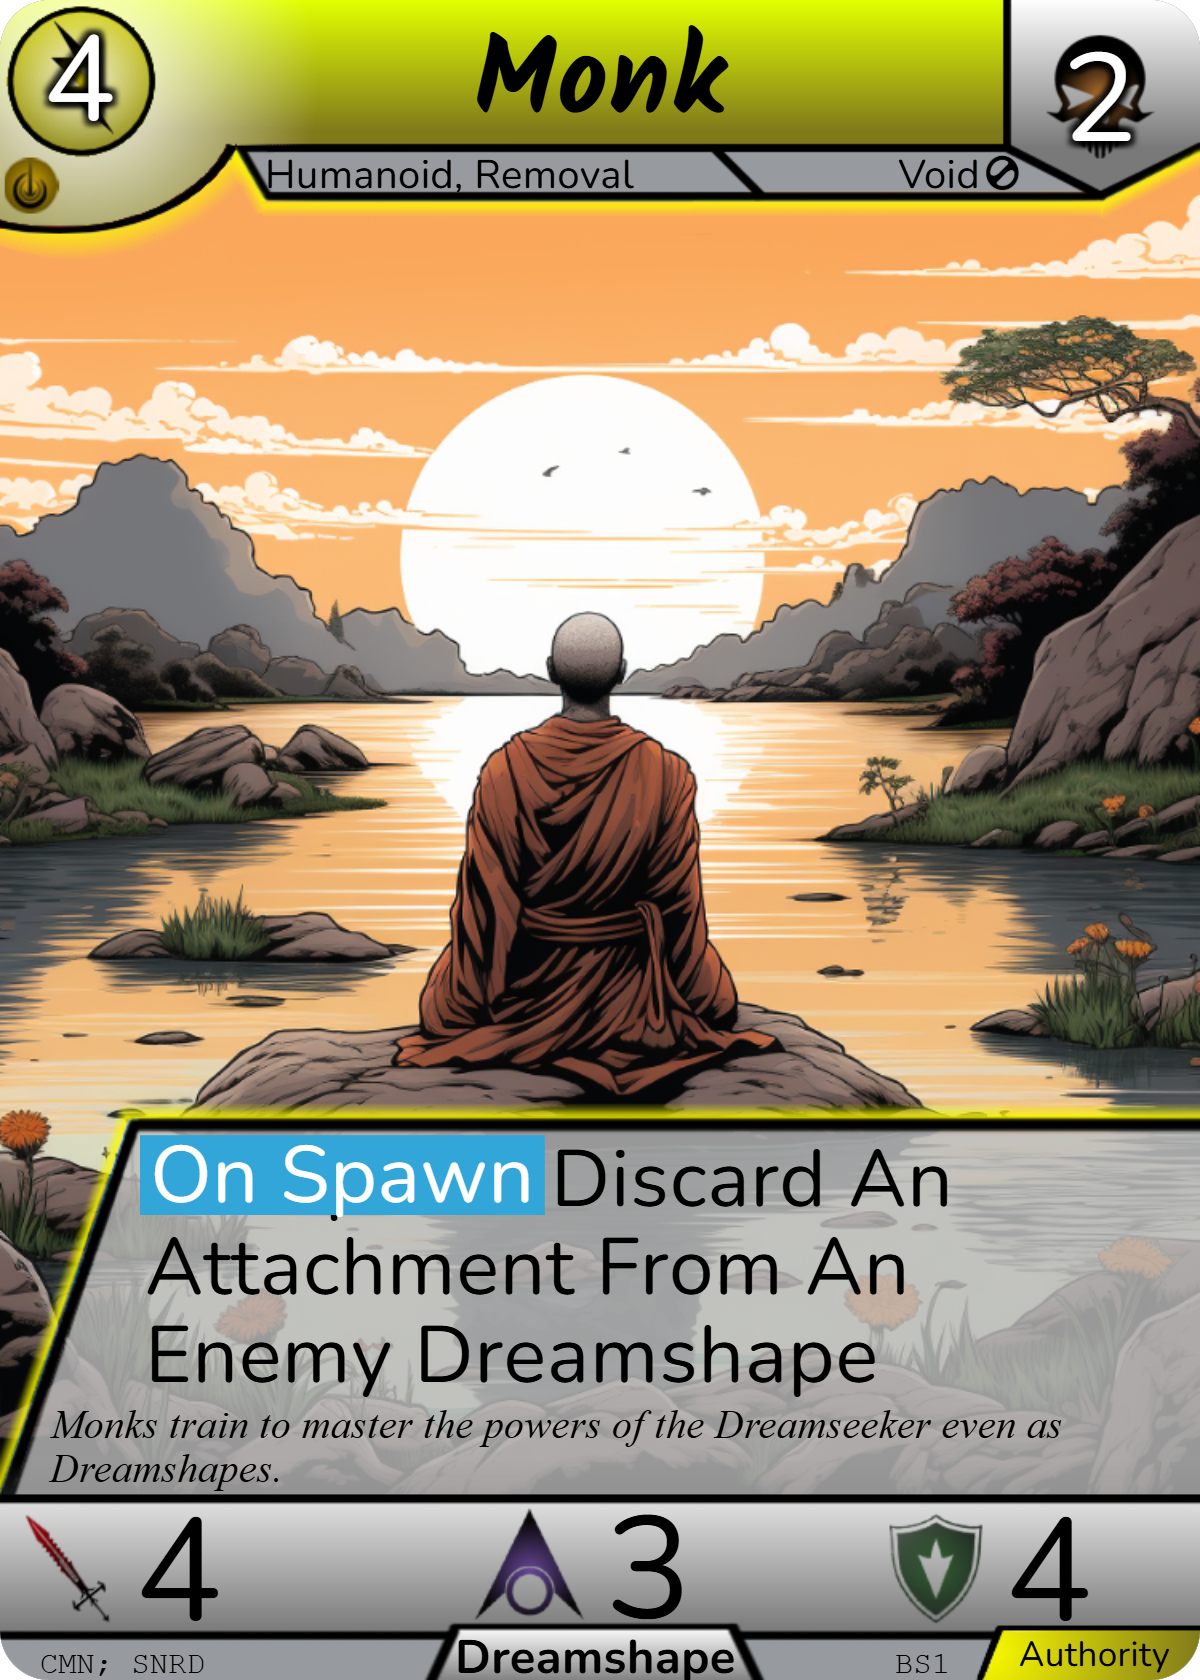 4
Monk
2
Humanoid, Removal
Void
On Spawn Discard An
Attachment From An
Enemy Dreamshape
Monks train to master the powers of the Dreamseeker even as
Dreamshapes.
4
3
4
CMN; SNRD
Dreamshape
BS1
Authority